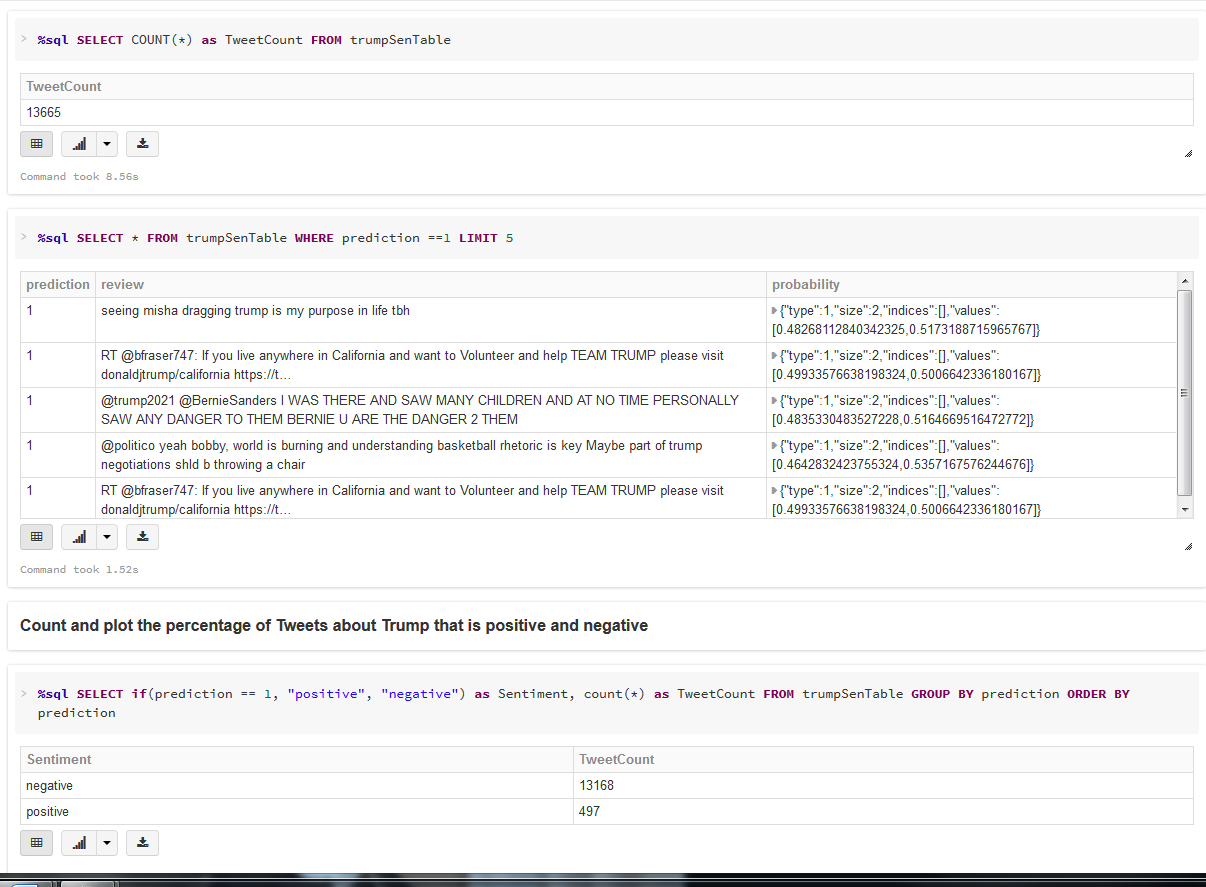 > %sql SELECT COUNT(*) as TweetCount FROM trumpSenTable
TweetCount
13665
Command took 8.56s
> %sql SELECT * FROM trumpSenTable WHERE prediction ==1 LIMIT 5
prediction review probability
1 seeing misha dragging trump is my purpose in life tbh {"type":1,"size":2,"indices":[],"values":
[0.48268112840342325,0.5173188715965767]}
1 RT @bfraser747: If you live anywhere in California and want to Volunteer and help TEAM TRUMP please visit {"type":1,"size":2,"indices":[],"values":
donaldjtrump/california https://t… [0.49933576638198324,0.5006642336180167]}
1 @trump2021 @BernieSanders I WAS THERE AND SAW MANY CHILDREN AND AT NO TIME PERSONALLY {"type":1,"size":2,"indices":[],"values":
SAW ANY DANGER TO THEM BERNIE U ARE THE DANGER 2 THEM [0.4835330483527228,0.5164669516472772]}
1 @politico yeah bobby, world is burning and understanding basketball rhetoric is key Maybe part of trump {"type":1,"size":2,"indices":[],"values":
negotiations shld b throwing a chair [0.4642832423755324,0.5357167576244676]}
1 RT @bfraser747: If you live anywhere in California and want to Volunteer and help TEAM TRUMP please visit {"type":1,"size":2,"indices":[],"values":
donaldjtrump/california https://t… [0.49933576638198324,0.5006642336180167]}
Command took 1.52s
Count and plot the percentage of Tweets about Trump that is positive and negative
> %sql SELECT if(prediction == 1, "positive", "negative") as Sentiment, count(*) as TweetCount FROM trumpSenTable GROUP BY prediction ORDER BY
prediction
Sentiment TweetCount
negative 13168
positive 497